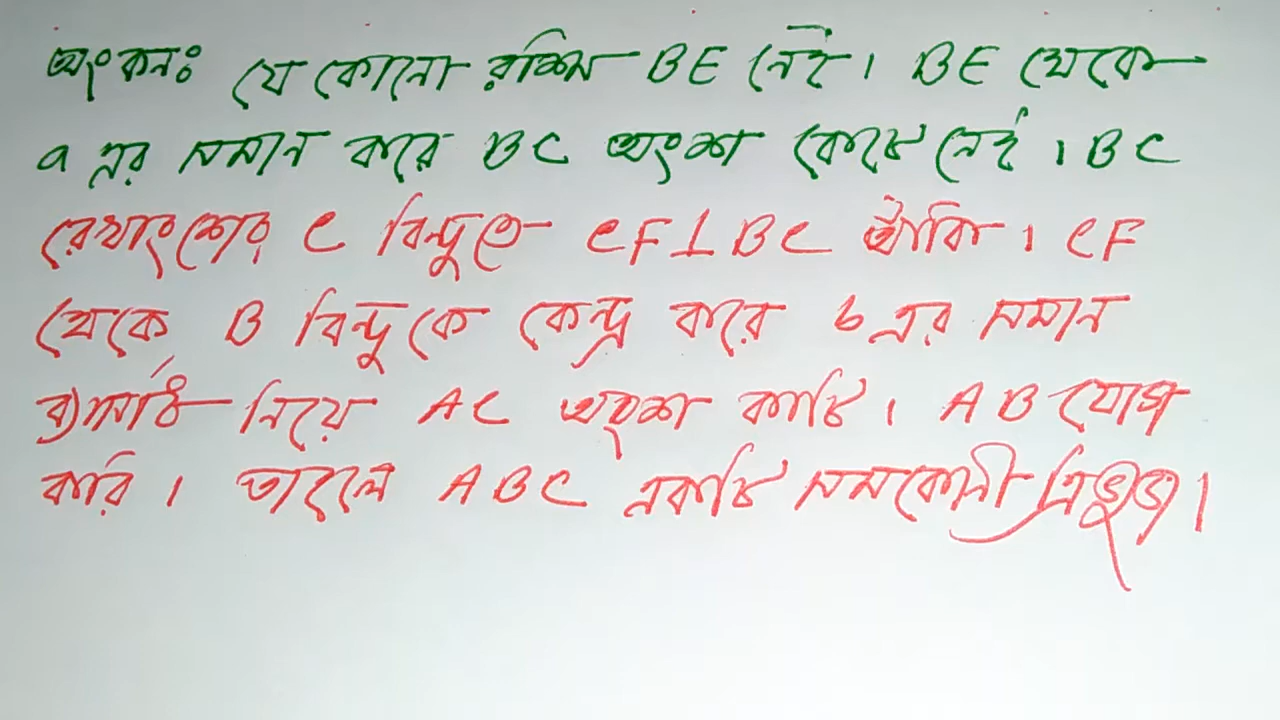 অংকনঃ যে কোনো রশ্মি BE নেই। BE থেকে
a এর সমান করে BC অংশ কেটে নেই। BC
রেখাংশের C বিন্দুতে CF⊥BC আঁকি। CF
থেকে B বিন্দুকে কেন্দ্র করে b এর সমান
ব্যাসার্ধ নিয়ে AC অংশ কাটি। AB যোগ
করি। তাহলে ABC একটি সমকোণী ত্রিভুজ।